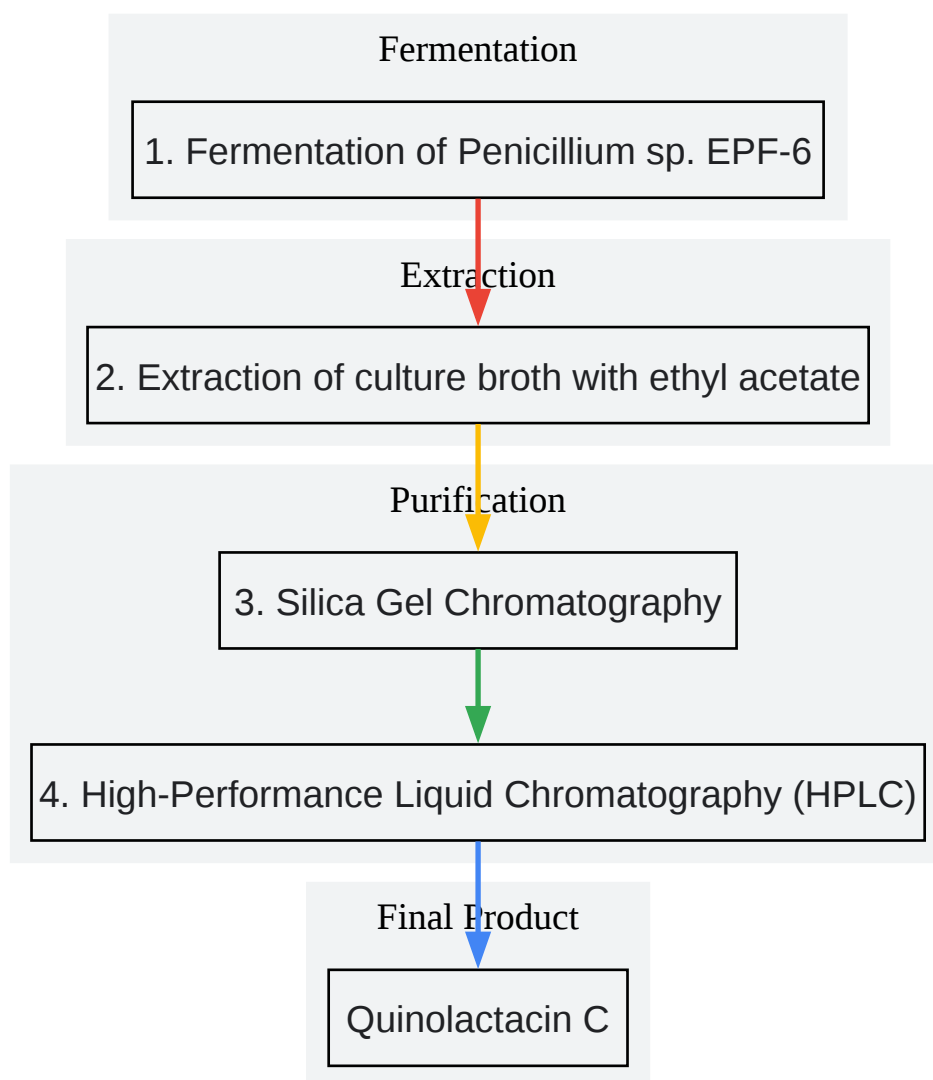 Fermentation
1. Fermentation of Penicillium sp. EPF-6
Extraction
2. Extraction of culture broth with ethyl acetate
Purification
3. Silica Gel Chromatography
4. High-Performance Liquid Chromatography (HPLC)
Final Product
Quinolactacin C